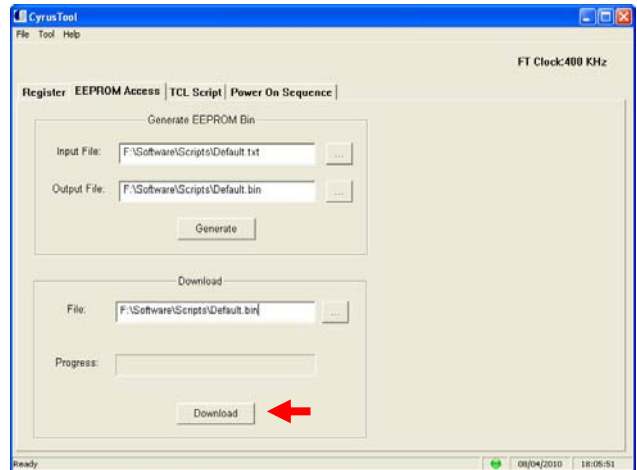 CyrusTool
File Tool Help
FT Clock:400 KHz
Register EEPROM Access TCL Script Power On Sequence
Generate EEPROM Bin
Input File: F:\Software\Scripts\Default.txt ...
Output File: F:\Software\Scripts\Default.bin ...
Generate
Download
File: F:\Software\Scripts\Default.bin ...
Progress:
Download
Ready 08/04/2010 18:05:51